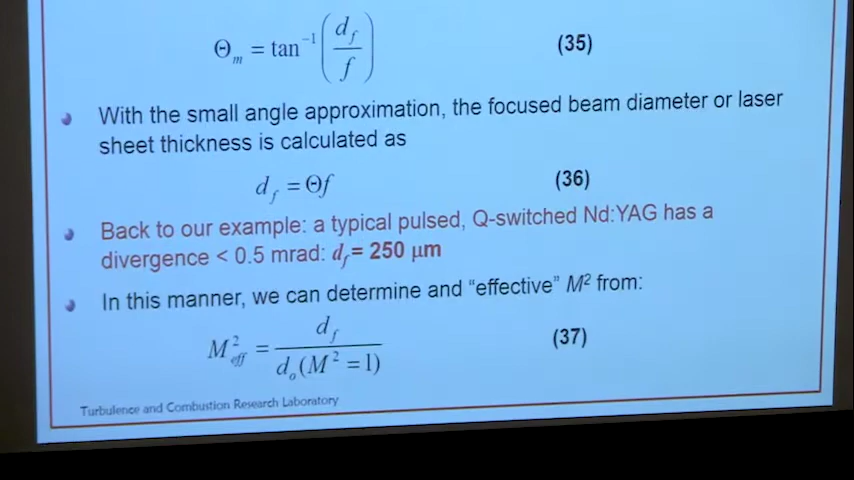 Θm = tan⁻¹(df/f) (35)
With the small angle approximation, the focused beam diameter or laser
sheet thickness is calculated as
df = Θf (36)
Back to our example: a typical pulsed, Q-switched Nd:YAG has a
divergence < 0.5 mrad: df = 250 μm
In this manner, we can determine and “effective” M² from:
M²eff = df / do(M² = 1) (37)
Turbulence and Combustion Research Laboratory